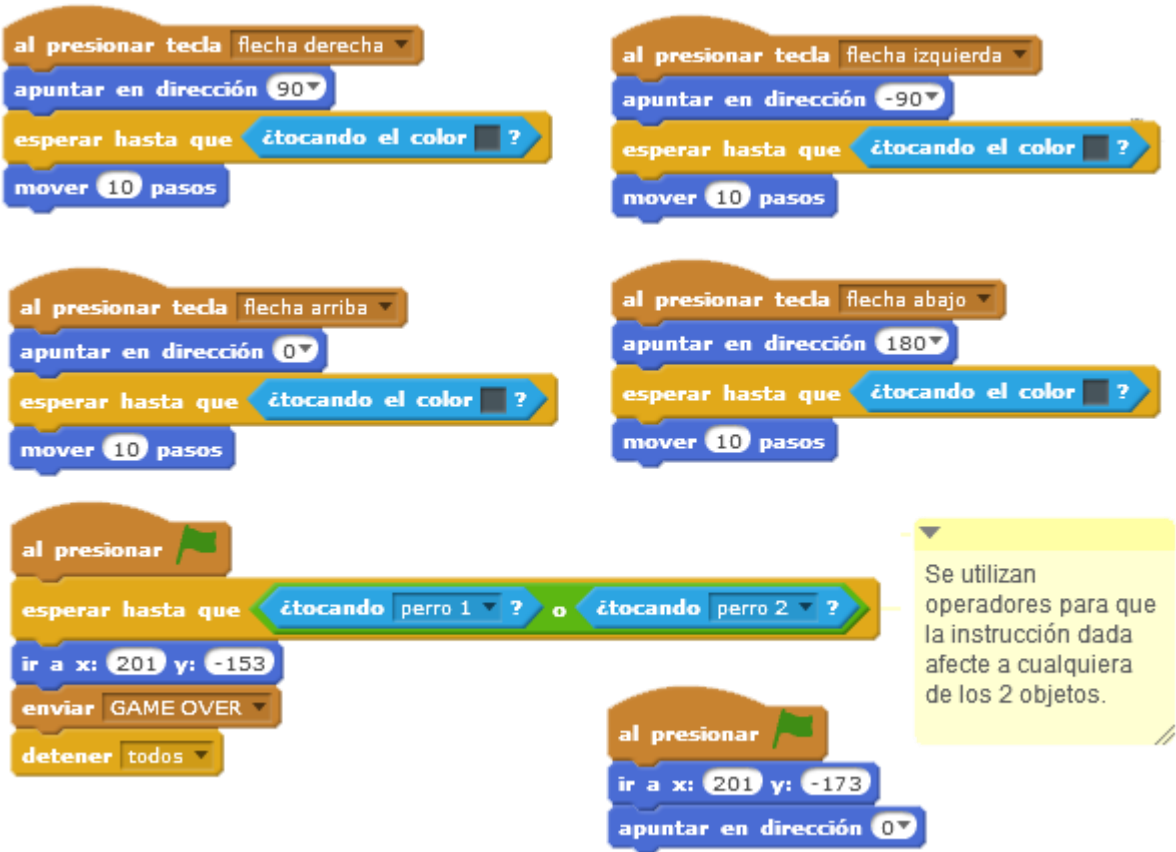 al presionar tecla flecha derecha
apuntar en dirección 90
esperar hasta que ¿tocando el color ?
mover 10 pasos
al presionar tecla flecha izquierda
apuntar en dirección -90
esperar hasta que ¿tocando el color ?
mover 10 pasos
al presionar tecla flecha arriba
apuntar en dirección 0
esperar hasta que ¿tocando el color ?
mover 10 pasos
al presionar tecla flecha abajo
apuntar en dirección 180
esperar hasta que ¿tocando el color ?
mover 10 pasos
al presionar
esperar hasta que ¿tocando perro 1 ? o ¿tocando perro 2 ?
ir a x: 201 y: -153
enviar GAME OVER
detener todos
Se utilizan
operadores para que
la instrucción dada
afecte a cualquiera
de los 2 objetos.
al presionar
ir a x: 201 y: -173
apuntar en dirección 0